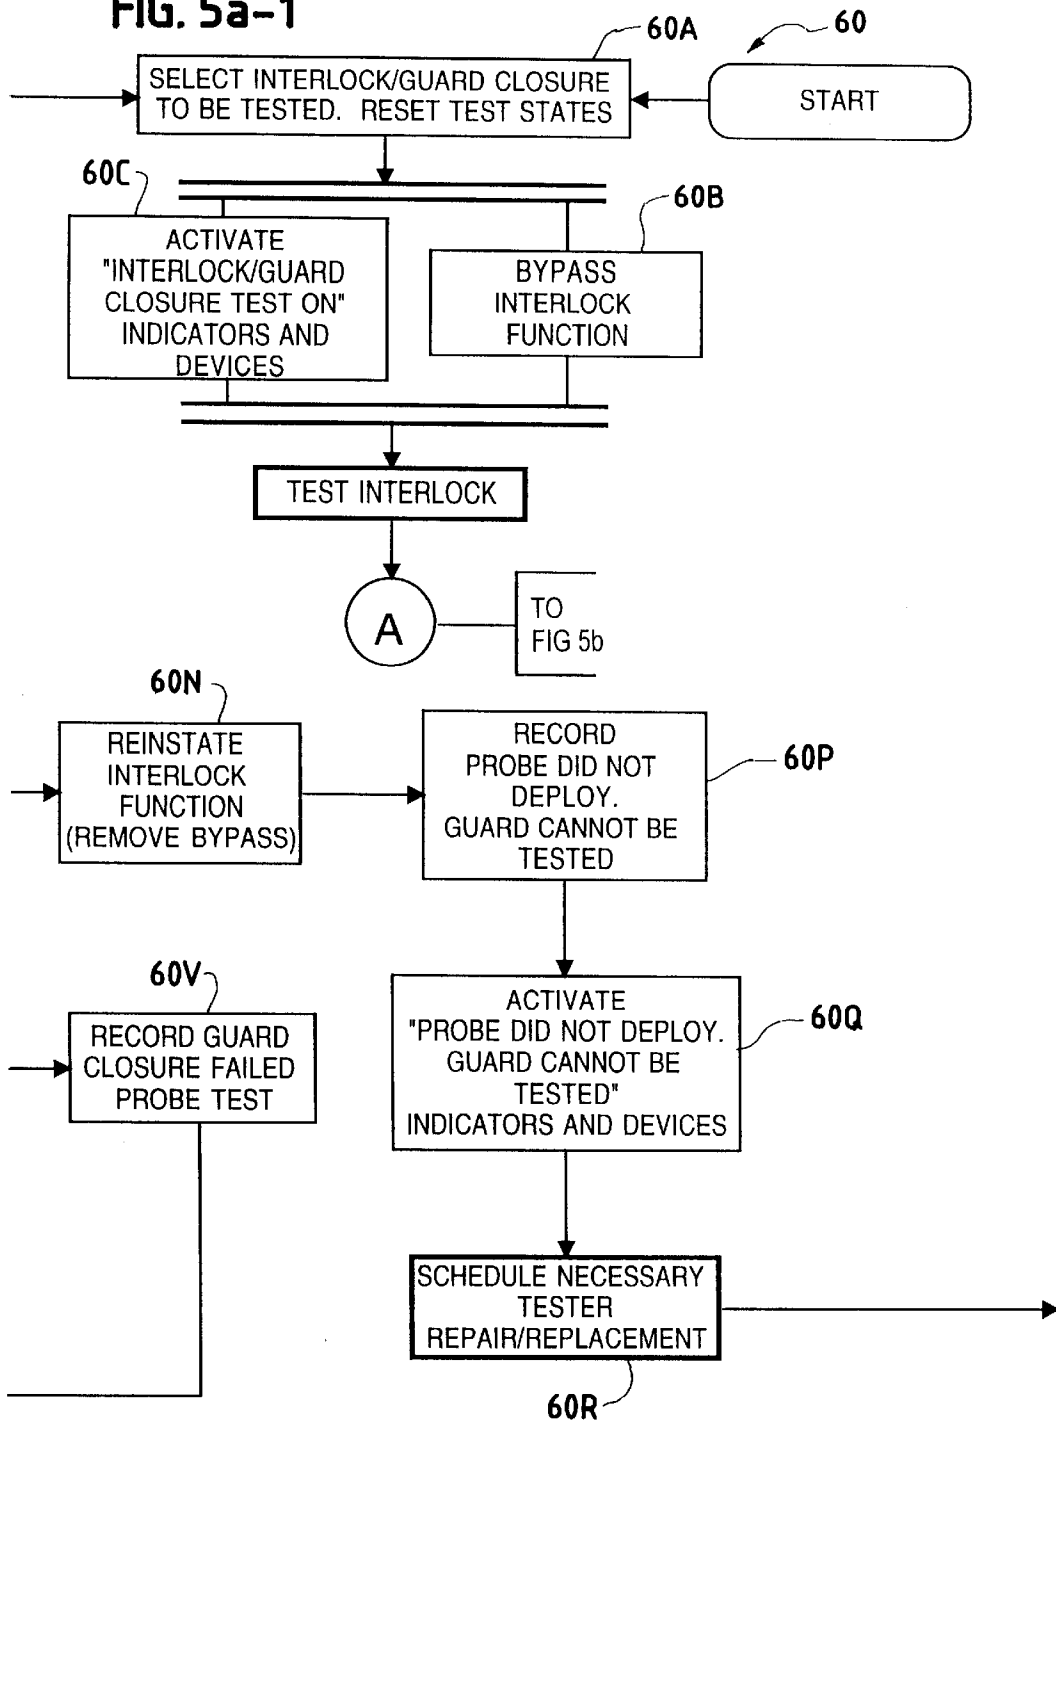 FIG. 5a-1
60A
60
SELECT INTERLOCK/GUARD CLOSURE
TO BE TESTED. RESET TEST STATES
START
60C
60B
ACTIVATE
"INTERLOCK/GUARD
CLOSURE TEST ON"
INDICATORS AND
DEVICES
BYPASS
INTERLOCK
FUNCTION
TEST INTERLOCK
A
TO
FIG 5b
60N
REINSTATE
INTERLOCK
FUNCTION
(REMOVE BYPASS)
RECORD
PROBE DID NOT
DEPLOY.
GUARD CANNOT BE
TESTED
60P
60V
RECORD GUARD
CLOSURE FAILED
PROBE TEST
ACTIVATE
"PROBE DID NOT DEPLOY.
GUARD CANNOT BE
TESTED"
INDICATORS AND DEVICES
60Q
SCHEDULE NECESSARY
TESTER
REPAIR/REPLACEMENT
60R